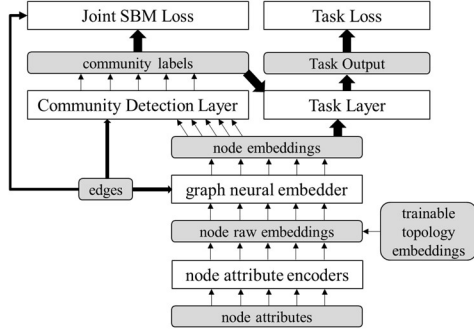 Joint SBM Loss
Task Loss
community labels
Task Output
Community Detection Layer
Task Layer
node embeddings
edges
graph neural embedder
node raw embeddings
trainable
topology
embeddings
node attribute encoders
node attributes